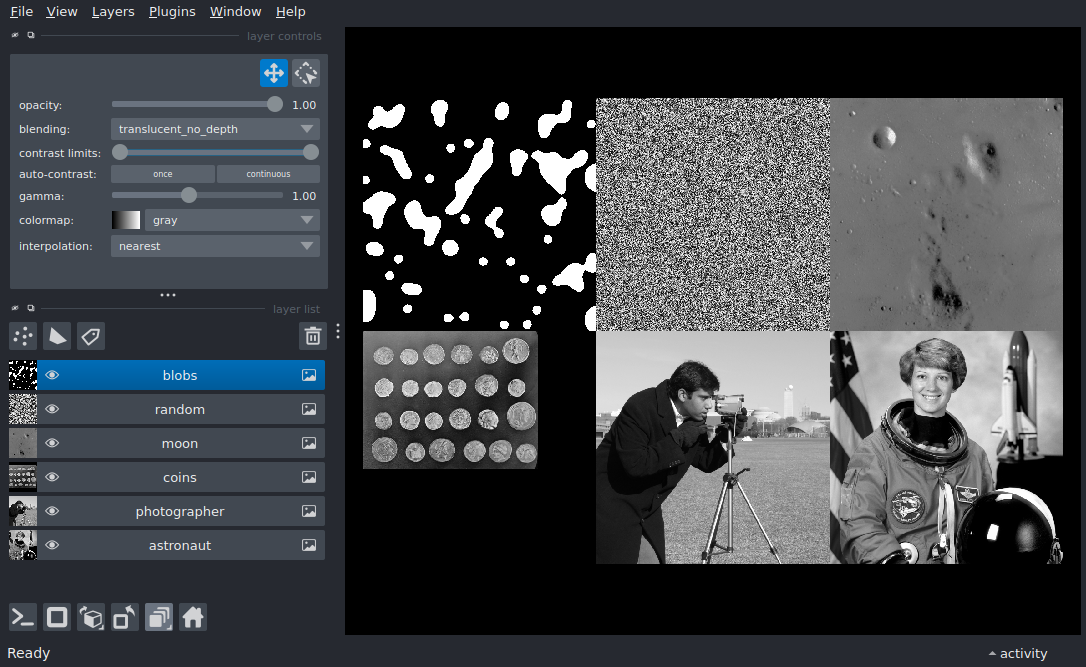 File View Layers Plugins Window Help
layer controls
opacity: 1.00
blending: translucent_no_depth
contrast limits:
auto-contrast: once continuous
gamma: 1.00
colormap: gray
interpolation: nearest
layer list
blobs
random
moon
coins
photographer
astronaut
Ready
activity